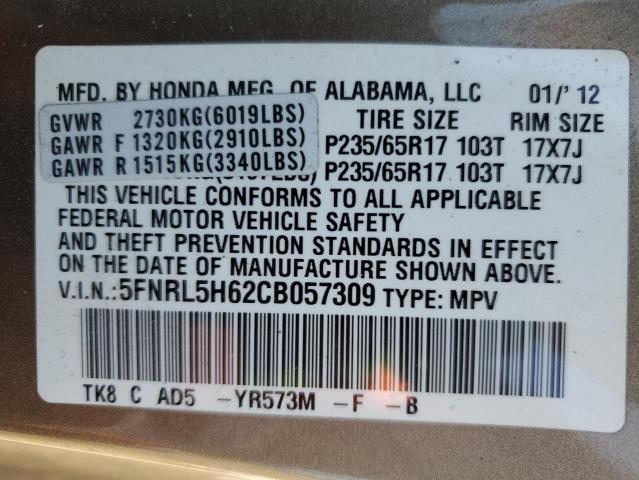 MFD. BY HONDA MFG. OF ALABAMA, LLC 01/' 12
TIRE SIZE RIM SIZE
GVWR 2730KG(6019LBS)
GAWR F 1320KG(2910LBS) P235/65R17 103T 17X7J
GAWR R 1515KG(3340LBS) P235/65R17 103T 17X7J
THIS VEHICLE CONFORMS TO ALL APPLICABLE
FEDERAL MOTOR VEHICLE SAFETY
AND THEFT PREVENTION STANDARDS IN EFFECT
ON THE DATE OF MANUFACTURE SHOWN ABOVE.
V.I.N.:5FNRL5H62CB057309 TYPE: MPV
TK8 C AD5 -YR573M -F -B